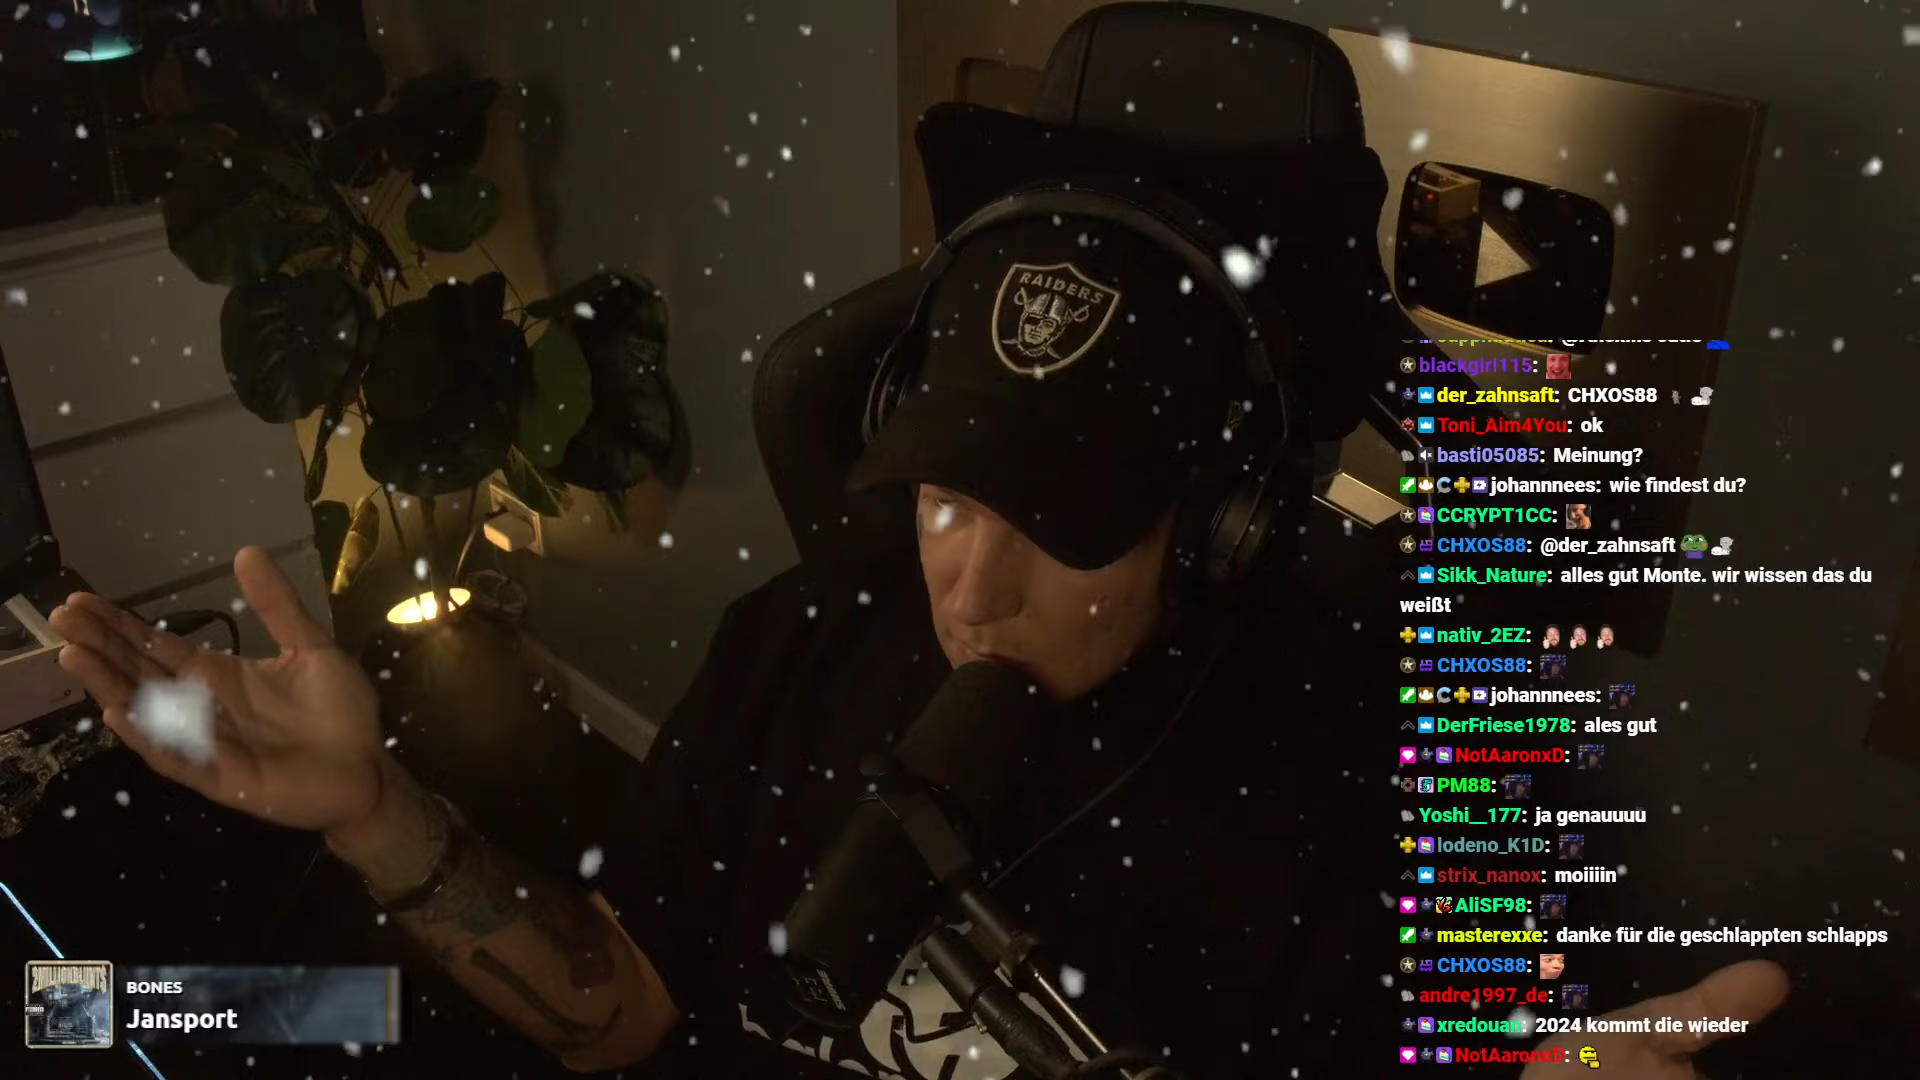 RAIDERS
blackgirl115:
der_zahnsaft: CHXOS88
Toni_Aim4You: ok
basti05085: Meinung?
johannnees: wie findest du?
CCRYPT1CC:
CHXOS88: @der_zahnsaft
Sikk_Nature: alles gut Monte. wir wissen das du
weißt
nativ_2EZ:
CHXOS88:
johannnees:
DerFriese1978: ales gut
NotAaronxD:
PM88:
Yoshi__177: ja genauuuu
lodeno_K1D:
strix_nanox: moiiiin
AliSF98:
masterexxe: danke für die geschlappten schlapps
CHXOS88:
andre1997_de:
xredouan: 2024 kommt die wieder
NotAaronxD:
BONES
Jansport